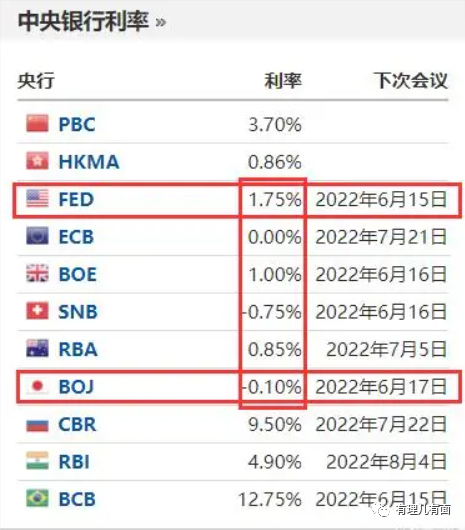 中央银行利率 »
央行 利率 下次会议
PBC 3.70%
HKMA 0.86%
FED 1.75% 2022年6月15日
ECB 0.00% 2022年7月21日
BOE 1.00% 2022年6月16日
SNB -0.75% 2022年6月16日
RBA 0.85% 2022年7月5日
BOJ -0.10% 2022年6月17日
CBR 9.50% 2022年7月22日
RBI 4.90% 2022年8月4日
BCB 12.75% 2022年6月15日
有理几有面